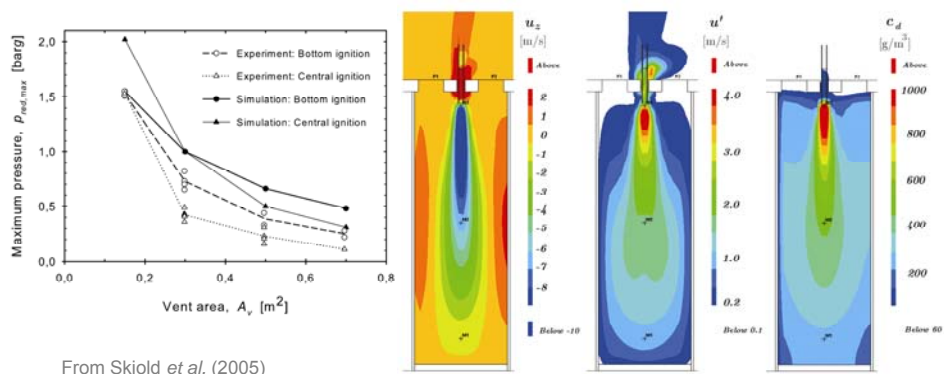 2,0
1,5
1,0
0,5
0,0
0,0 0,2 0,4 0,6 0,8
Maximum pressure, p_red,max [barg]
Vent area, A_v [m²]
Experiment: Bottom ignition
Experiment: Central ignition
Simulation: Bottom ignition
Simulation: Central ignition
From Skjold et al. (2005)
u_z
[m/s]
Above
2
1
0
-1
-2
-3
-4
-5
-6
-7
-8
Below -10
u'
[m/s]
Above
4.0
3.0
2.0
1.0
0.2
Below 0.1
c_d
[g/m³]
Above
1000
800
600
400
200
Below 60